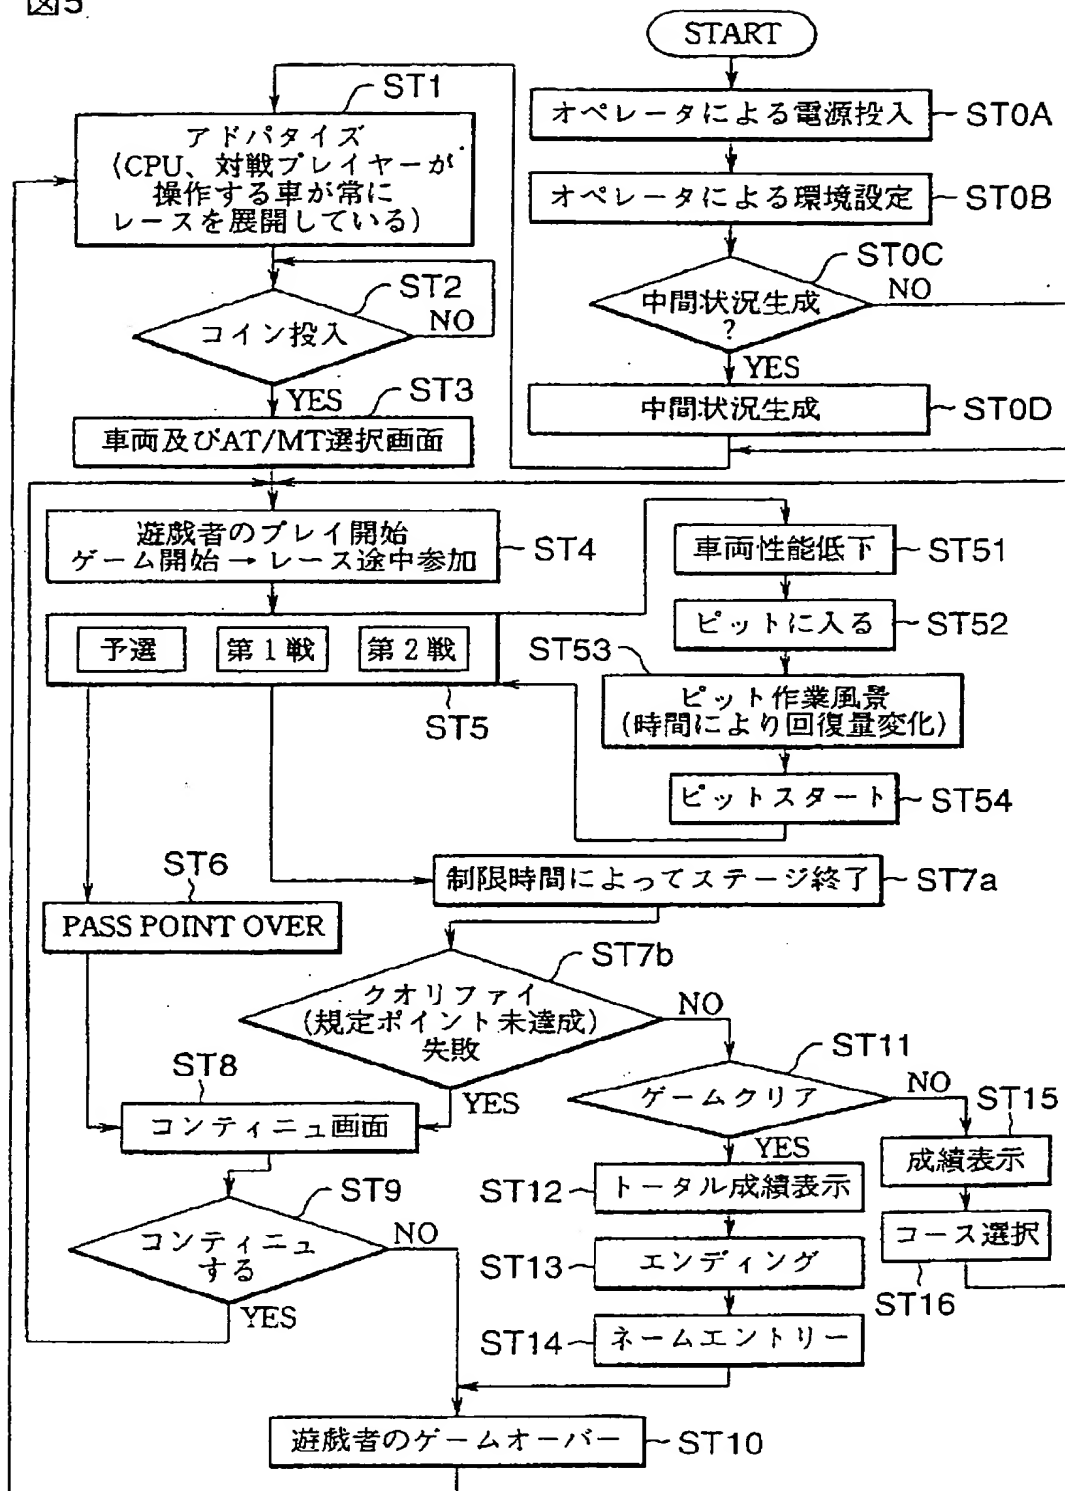 図5
START
オペレータによる電源投入
ST0A
オペレータによる環境設定
ST0B
ST0C
中間状況生成
?
NO
YES
中間状況生成
ST0D
ST1
アドバタイズ
(CPU、対戦プレイヤーが
操作する車が常に
レースを展開している)
ST2
コイン投入
NO
YES
ST3
車両及びAT/MT選択画面
遊戯者のプレイ開始
ゲーム開始→レース途中参加
ST4
予選
第1戦
第2戦
ST5
車両性能低下
ST51
ピットに入る
ST52
ST53
ピット作業風景
(時間により回復量変化)
ピットスタート
ST54
ST6
PASS POINT OVER
制限時間によってステージ終了
ST7a
ST7b
クオリファイ
(規定ポイント未達成)
失敗
NO
YES
ST8
コンティニュ画面
ST9
コンティニュ
する
NO
YES
ST11
ゲームクリア
NO
YES
ST12
トータル成績表示
ST13
エンディング
ST14
ネームエントリー
ST15
成績表示
コース選択
ST16
遊戯者のゲームオーバー
ST10